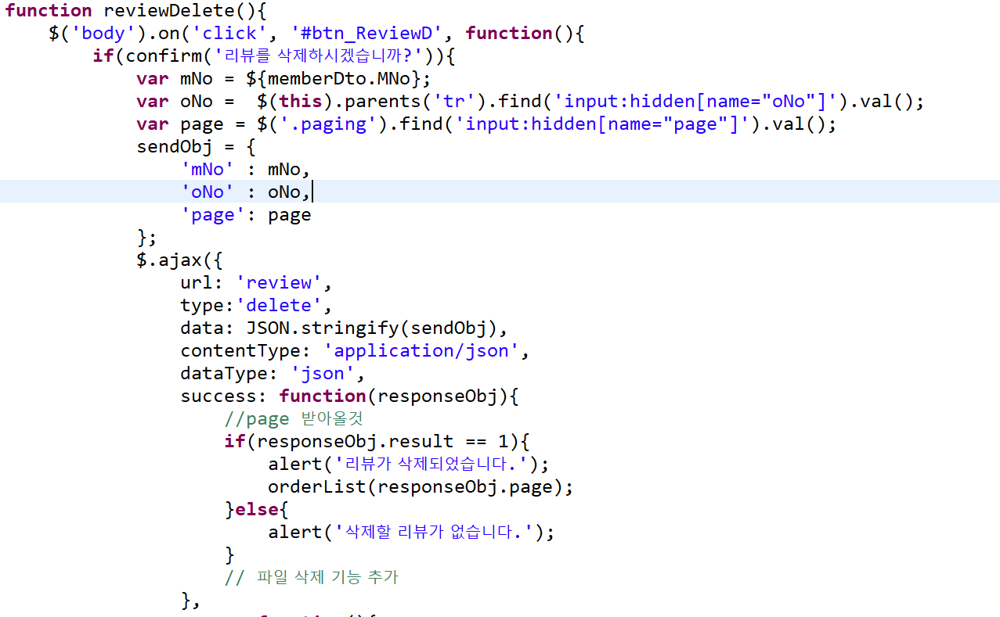 function reviewDelete(){
    $('body').on('click', '#btn_ReviewD', function(){
        if(confirm('리뷰를 삭제하시겠습니까?')){
            var mNo = ${memberDto.MNo};
            var oNo =  $(this).parents('tr').find('input:hidden[name="oNo"]').val();
            var page = $('.paging').find('input:hidden[name="page"]').val();
            sendObj = {
                'mNo' : mNo,
                'oNo' : oNo,
                'page': page
            };
            $.ajax({
                url: 'review',
                type:'delete',
                data: JSON.stringify(sendObj),
                contentType: 'application/json',
                dataType: 'json',
                success: function(responseObj){
                    //page 받아올것
                    if(responseObj.result == 1){
                        alert('리뷰가 삭제되었습니다.');
                        orderList(responseObj.page);
                    }else{
                        alert('삭제할 리뷰가 없습니다.');
                    }
                    // 파일 삭제 기능 추가
                },